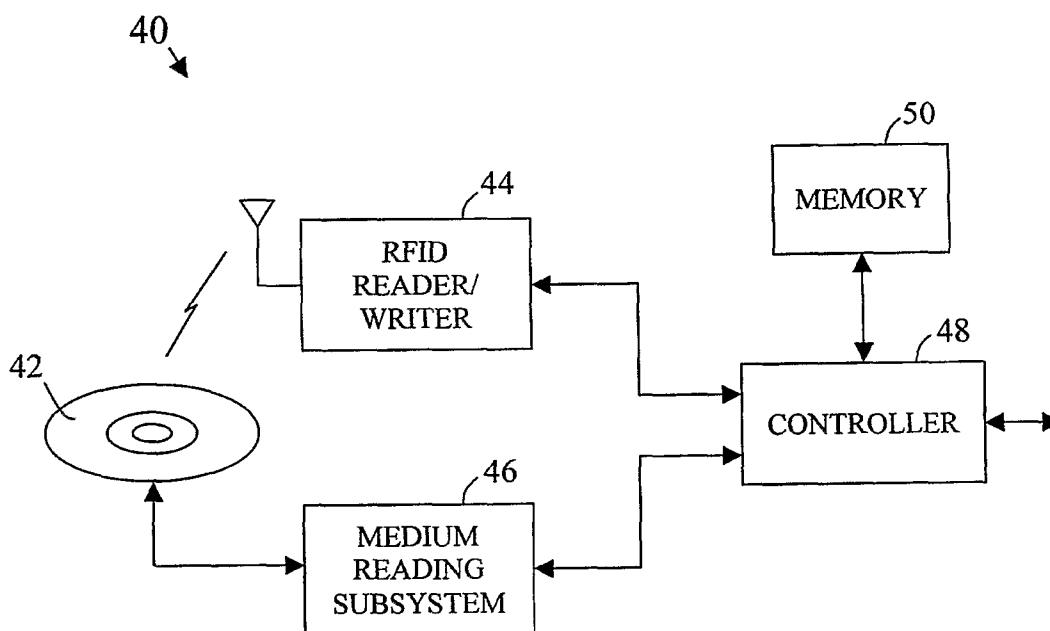 40
50
MEMORY
44
RFID
READER/
WRITER
48
CONTROLLER
42
46
MEDIUM
READING
SUBSYSTEM